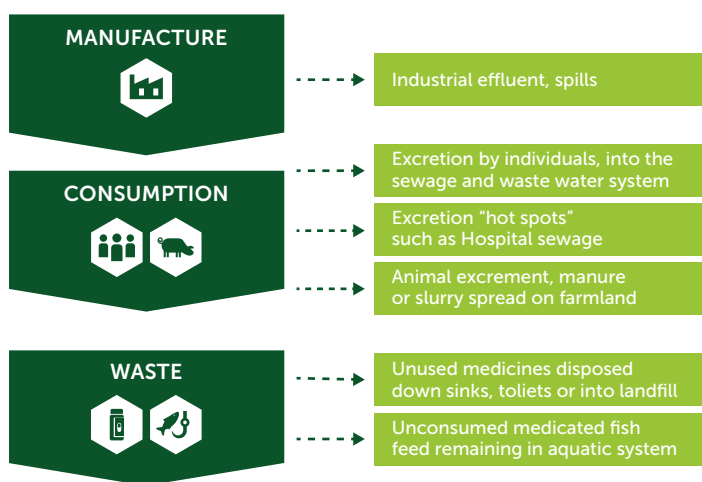 MANUFACTURE
Industrial effluent, spills
CONSUMPTION
Excretion by individuals, into the
sewage and waste water system
Excretion “hot spots”
such as Hospital sewage
Animal excrement, manure
or slurry spread on farmland
WASTE
Unused medicines disposed
down sinks, toliets or into landfill
Unconsumed medicated fish
feed remaining in aquatic system